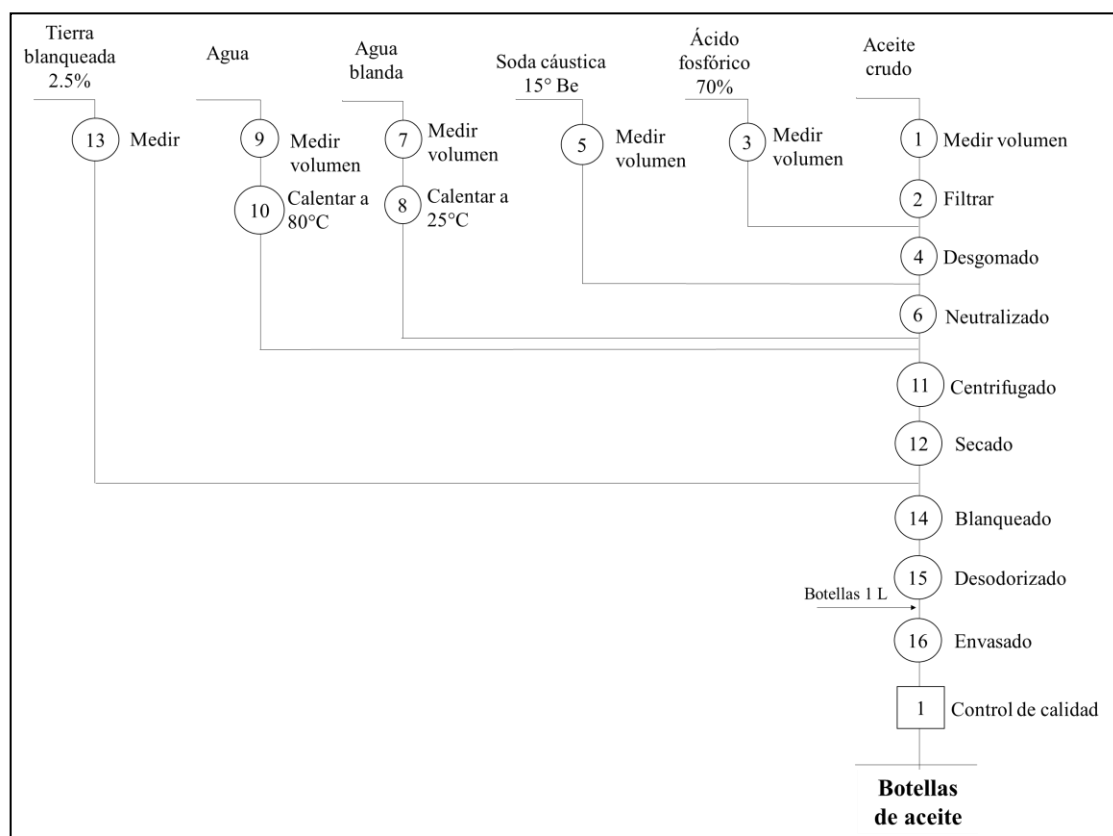 Tierra
blanqueada
2.5%
Agua
Agua
blanda
Soda cáustica
15° Be
Ácido
fosfórico
70%
Aceite
crudo
13
Medir
9
Medir
volumen
7
Medir
volumen
5
Medir
volumen
3
Medir
volumen
1
Medir volumen
10
Calentar a
80°C
8
Calentar a
25°C
2
Filtrar
4
Desgomado
6
Neutralizado
11
Centrifugado
12
Secado
14
Blanqueado
15
Desodorizado
Botellas 1 L
16
Envasado
1
Control de calidad
Botellas
de aceite